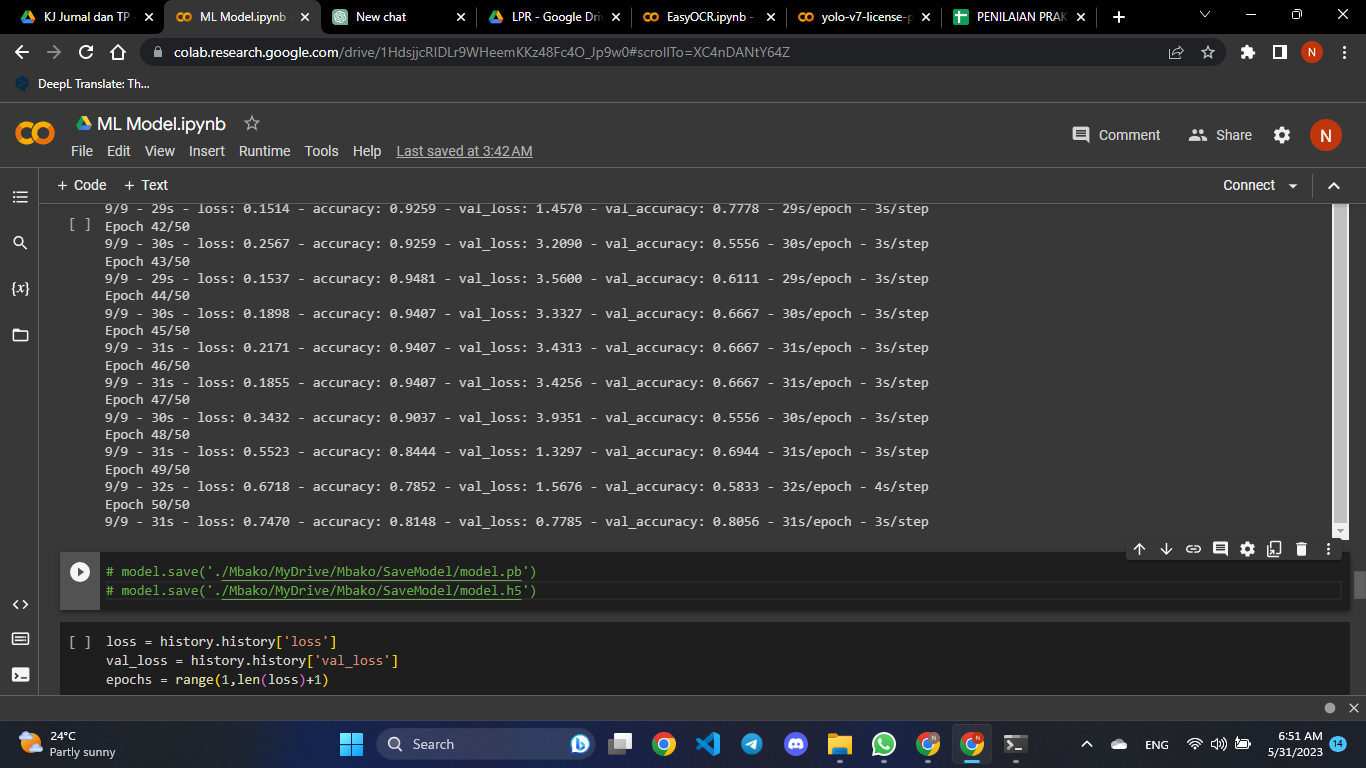 KJ Jurnal dan TP
ML Model.ipynb
New chat
LPR - Google Dri
EasyOCR.ipynb -
yolo-v7-license-p
PENILAIAN PRAK
colab.research.google.com/drive/1HdsjjcRIDLr9WHeemKKz48Fc4O_Jp9w0#scrollTo=XC4nDANtY64Z
N
DeepL Translate: Th...
ML Model.ipynb
Comment
Share
N
File Edit View Insert Runtime Tools Help Last saved at 3:42 AM
+ Code + Text
Connect
9/9 - 29s - loss: 0.1514 - accuracy: 0.9259 - val_loss: 1.4570 - val_accuracy: 0.7778 - 29s/epoch - 3s/step
[ ] Epoch 42/50
9/9 - 30s - loss: 0.2567 - accuracy: 0.9259 - val_loss: 3.2090 - val_accuracy: 0.5556 - 30s/epoch - 3s/step
Epoch 43/50
9/9 - 29s - loss: 0.1537 - accuracy: 0.9481 - val_loss: 3.5600 - val_accuracy: 0.6111 - 29s/epoch - 3s/step
Epoch 44/50
9/9 - 30s - loss: 0.1898 - accuracy: 0.9407 - val_loss: 3.3327 - val_accuracy: 0.6667 - 30s/epoch - 3s/step
Epoch 45/50
9/9 - 31s - loss: 0.2171 - accuracy: 0.9407 - val_loss: 3.4313 - val_accuracy: 0.6667 - 31s/epoch - 3s/step
Epoch 46/50
9/9 - 31s - loss: 0.1855 - accuracy: 0.9407 - val_loss: 3.4256 - val_accuracy: 0.6667 - 31s/epoch - 3s/step
Epoch 47/50
9/9 - 30s - loss: 0.3432 - accuracy: 0.9037 - val_loss: 3.9351 - val_accuracy: 0.5556 - 30s/epoch - 3s/step
Epoch 48/50
9/9 - 31s - loss: 0.5523 - accuracy: 0.8444 - val_loss: 1.3297 - val_accuracy: 0.6944 - 31s/epoch - 3s/step
Epoch 49/50
9/9 - 32s - loss: 0.6718 - accuracy: 0.7852 - val_loss: 1.5676 - val_accuracy: 0.5833 - 32s/epoch - 4s/step
Epoch 50/50
9/9 - 31s - loss: 0.7470 - accuracy: 0.8148 - val_loss: 0.7785 - val_accuracy: 0.8056 - 31s/epoch - 3s/step
# model.save('./Mbako/MyDrive/Mbako/SaveModel/model.pb')
# model.save('./Mbako/MyDrive/Mbako/SaveModel/model.h5')
[ ] loss = history.history['loss']
val_loss = history.history['val_loss']
epochs = range(1,len(loss)+1)
24°C
Partly sunny
Search
ENG
6:51 AM
5/31/2023
14